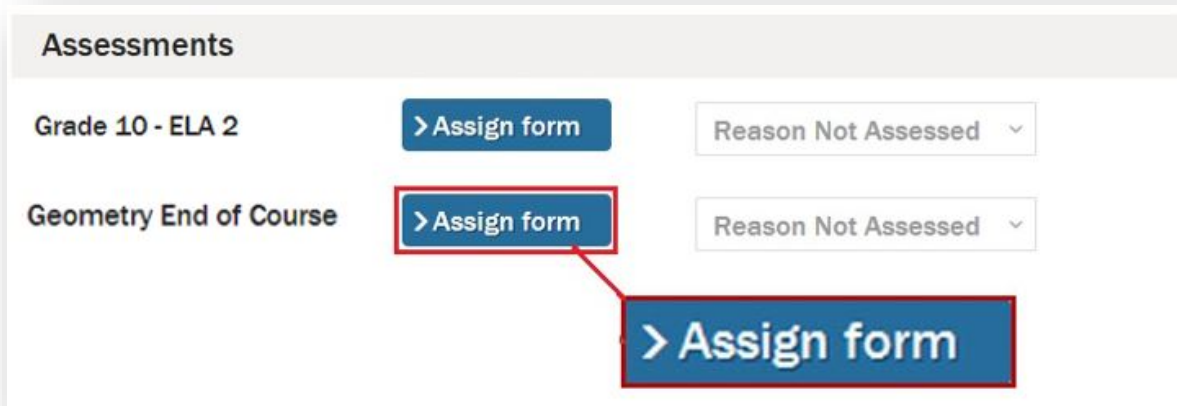 Assessments
Grade 10 - ELA 2 > Assign form Reason Not Assessed
Geometry End of Course > Assign form Reason Not Assessed
> Assign form